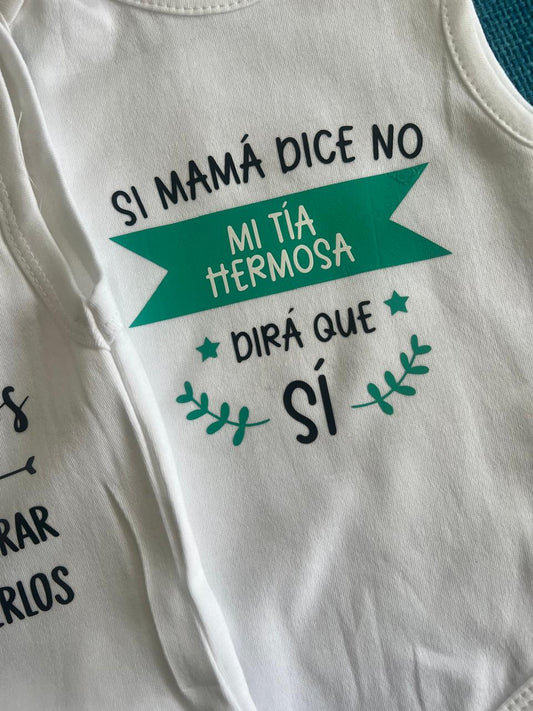 SI MAMÁ DICE NO
MI TÍA
HERMOSA
DIRÁ QUE
SÍ